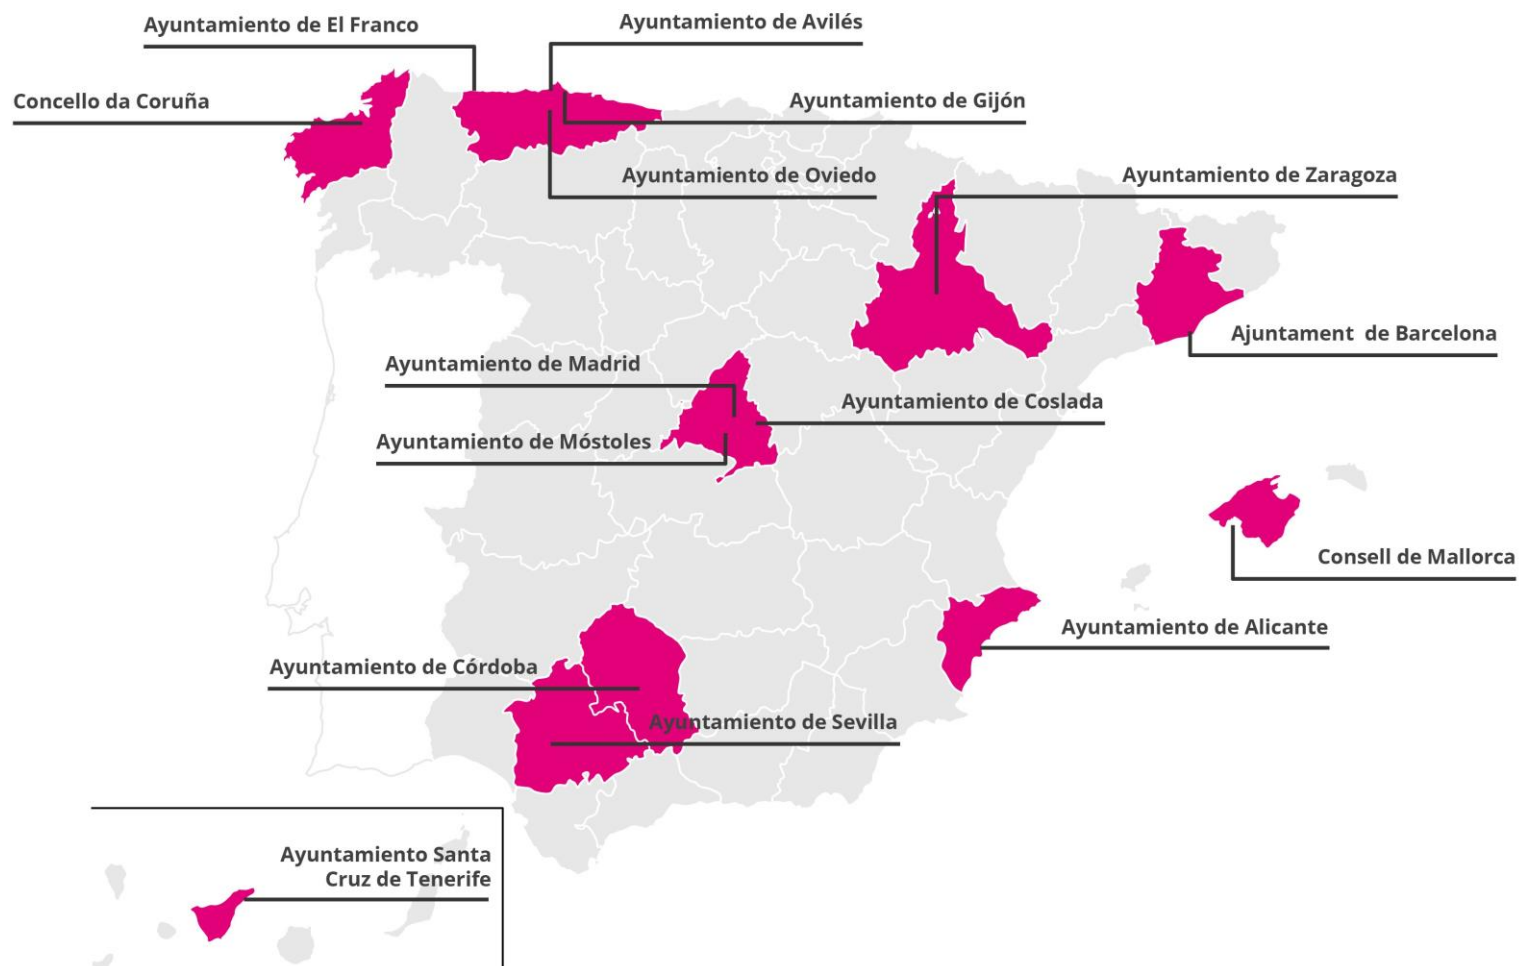 Ayuntamiento de El Franco
Ayuntamiento de Avilés
Concello da Coruña
Ayuntamiento de Gijón
Ayuntamiento de Oviedo
Ayuntamiento de Zaragoza
Ajuntament de Barcelona
Ayuntamiento de Madrid
Ayuntamiento de Coslada
Ayuntamiento de Móstoles
Consell de Mallorca
Ayuntamiento de Alicante
Ayuntamiento de Córdoba
Ayuntamiento de Sevilla
Ayuntamiento Santa
Cruz de Tenerife